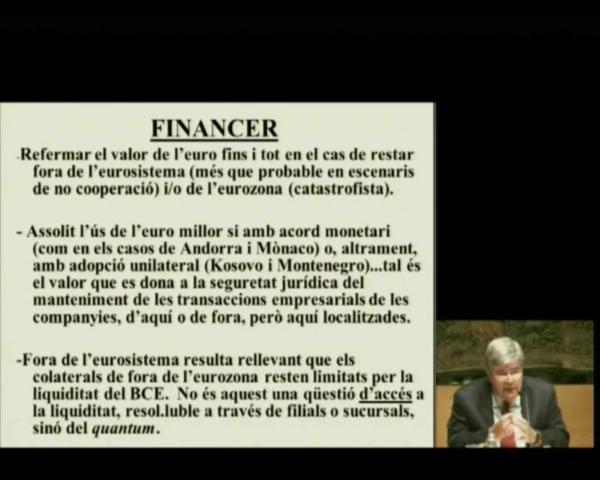 FINANCER
-Refermar el valor de l'euro fins i tot en el cas de restar
fora de l'eurosistema (més que probable en escenaris
de no cooperació) i/o de l'eurozona (catastrofista).
- Assolit l'ús de l'euro millor si amb acord monetari
(com en els casos de Andorra i Mònaco) o, altrament,
amb adopció unilateral (Kosovo i Montenegro)...tal és
el valor que es dona a la seguretat jurídica del
manteniment de les transaccions empresarials de les
companyies, d'aquí o de fora, però aquí localitzades.
-Fora de l'eurosistema resulta rellevant que els
colaterals de fora de l'eurozona resten limitats per la
liquiditat del BCE. No és aquest una qüestió d'accés a
la liquiditat, resol.luble a través de filials o sucursals,
sinó del quantum.